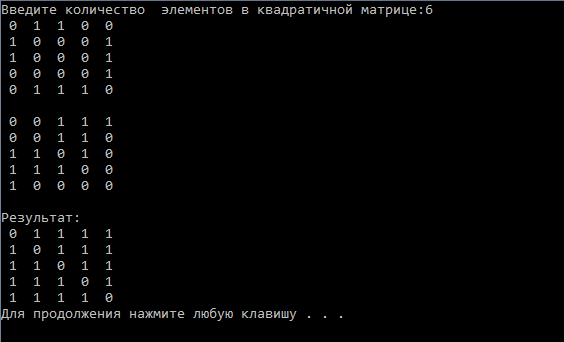 Введите количество  элементов в квадратичной матрице:6
0 1 1 0 0
1 0 0 0 1
1 0 0 0 1
0 0 0 0 1
0 1 1 1 0
0 0 1 1 1
0 0 1 1 0
1 1 0 1 0
1 1 1 0 0
1 0 0 0 0
Результат:
0 1 1 1 1
1 0 1 1 1
1 1 0 1 1
1 1 1 0 1
1 1 1 1 0
Для продолжения нажмите любую клавишу . . .